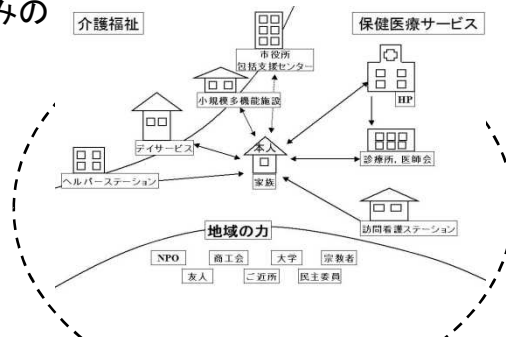 みの
介護福祉
保健医療サービス
市役所
包括支援センター
小規模多機能施設
HP
デイサービス
本人
家族
診療所,医師会
ヘルパーステーション
訪問看護ステーション
地域の力
NPO 商工会 大学 宗教者
友人 ご近所 民主委員